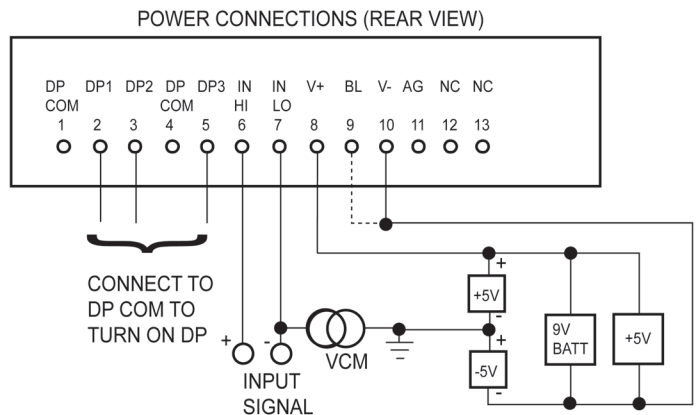 POWER CONNECTIONS (REAR VIEW)
DP DP1 DP2 DP DP3 IN IN V+ BL V- AG NC NC
COM COM HI LO
1 2 3 4 5 6 7 8 9 10 11 12 13
CONNECT TO
DP COM TO
TURN ON DP
+ -
INPUT
SIGNAL
VCM
+
+5V
-
+
-5V
-
9V
BATT
+5V